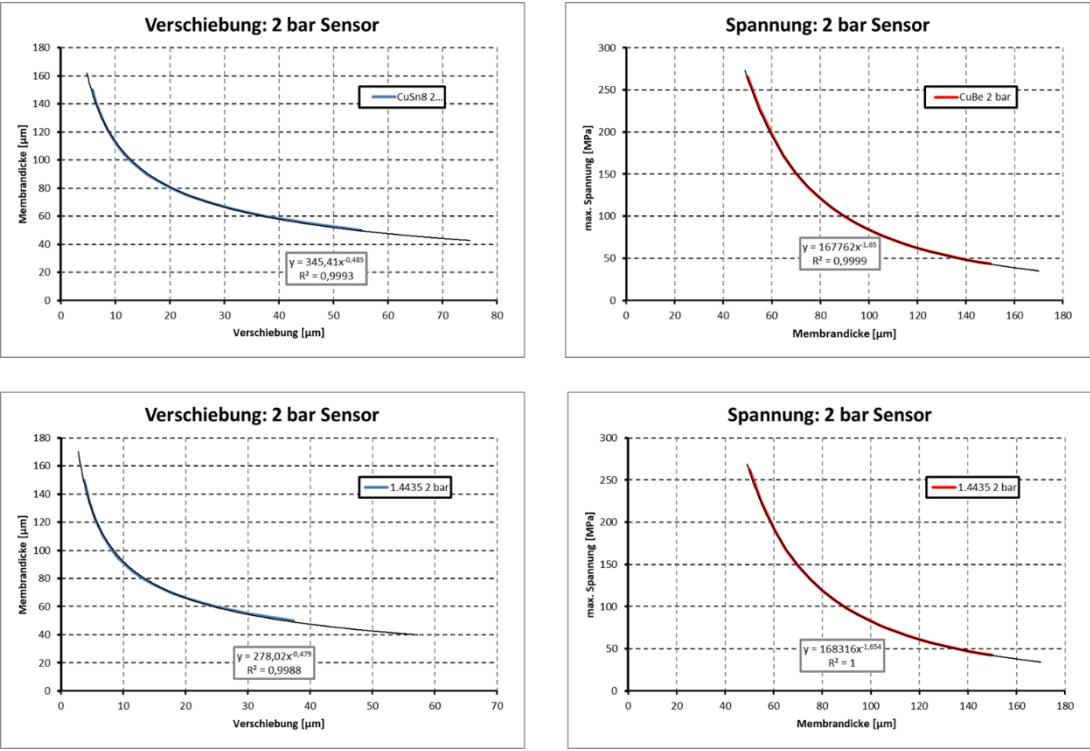 Verschiebung: 2 bar Sensor
180
160
140
120
100
80
60
40
20
0
Membrandicke [µm]
CuSn8 2...
y = 345,41x^-0,485
R² = 0,9993
0 10 20 30 40 50 60 70 80
Verschiebung [µm]
Spannung: 2 bar Sensor
300
250
200
150
100
50
0
max. Spannung [MPa]
CuBe 2 bar
y = 167762x^-1,65
R² = 0,9999
0 20 40 60 80 100 120 140 160 180
Membrandicke [µm]
Verschiebung: 2 bar Sensor
180
160
140
120
100
80
60
40
20
0
Membrandicke [µm]
1.4435 2 bar
y = 278,02x^-0,479
R² = 0,9988
0 10 20 30 40 50 60 70
Verschiebung [µm]
Spannung: 2 bar Sensor
300
250
200
150
100
50
0
max. Spannung [MPa]
1.4435 2 bar
y = 168316x^-1,654
R² = 1
0 20 40 60 80 100 120 140 160 180
Membrandicke [µm]